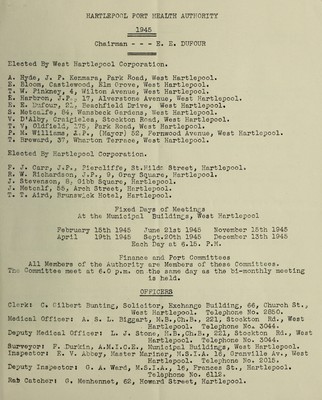 HARTLEPOOL PORT HEALTH AUTHORITY
1945
Chairman - - - E. E. DUFOUR
Elected By West Hartlepool Corporation.
A. Hyde, J. P. Kenmara, Park Road, West Hartlepool.
E. Bloom, Castlewood, Elm Grove, West Hartlepool.
T. W. Pinkney, 4, Wilton Avenue, West Hartlepool.
E. Harbron, J.P., 17, Alverstone Avenue, West Hartlepool.
E. E. Dufour, 21, Beachfield Drive, West Hartlepool.
S. Metcalfe, 64, Wansbeck Gardens, West Hartlepool.
V. D'Alby, Craigieles, Stockton Road, West Hartlepool.
T. V. Oldfield, 175, Park Road, West Hartlepool.
P. M. Williams, J.P., (Mayor) 52, Fernwood Avenue, West Hartlepool.
T. Breward, 37, Wharton Terrace, West Hartlepool.
Elected By Hartlepool Corporation.
F. J. Carr, J.P., Piercliffe, St. Hilds Street, Hartlepool.
R. W. Richardson, J.P., 9, Gray Square, Hartlepool.
J. Stevenson, 8, Gibb Square, Hartlepool.
J. Metcalf, 55, Arch Street, Hartlepool.
T. T. Aird, Brunswick Hotel, Hartlepool.
Fixed Days of Meetings
At the Municipal Buildings, West Hartlepool
February 15th 1945 June 21st 1945 November 15th 1945
April 19th 1945 Sept. 20th 1945 December 13th 1945
Each Day at 6.15. P.M.
Finance and Port Committees
All Members of the Authority are Members of these Committees.
The Committee meet at 6.0 p.m. on the same day as the bi-monthly meeting
is held.
OFFICERS
Clerk: C. Gilbert Bunting, Solicitor, Exchange Building, 66, Church St.,
West Hartlepool Telephone No. 2650.
Medical Officer: A. S. L. Biggart, M.B., Ch.B., 221, Stockton Rd., West
Hartlepool. Telephone No. 3044.
Deputy Medical Officer: L. J. Stone, M.B., Ch.B., 221, Stockton Rd., West
Hartlepool. Telephone No. 3044.
Surveyor: F. Durkin, A.M.I.C.E., Municipal Buildings, West Hartlepool.
Inspector: E. V. Abbey, Master Mariner, M.S.I.A. 16, Granville Av., West
Hartlepool. Telephone No. 2015.
Deputy Inspector: G. A. Ward, M.S.I.A., 16, Frances St., Hartlepool.
Telephone No. 6112.
Rat Catcher: G. Menhennet, 62, Howard Street, Hartlepool.